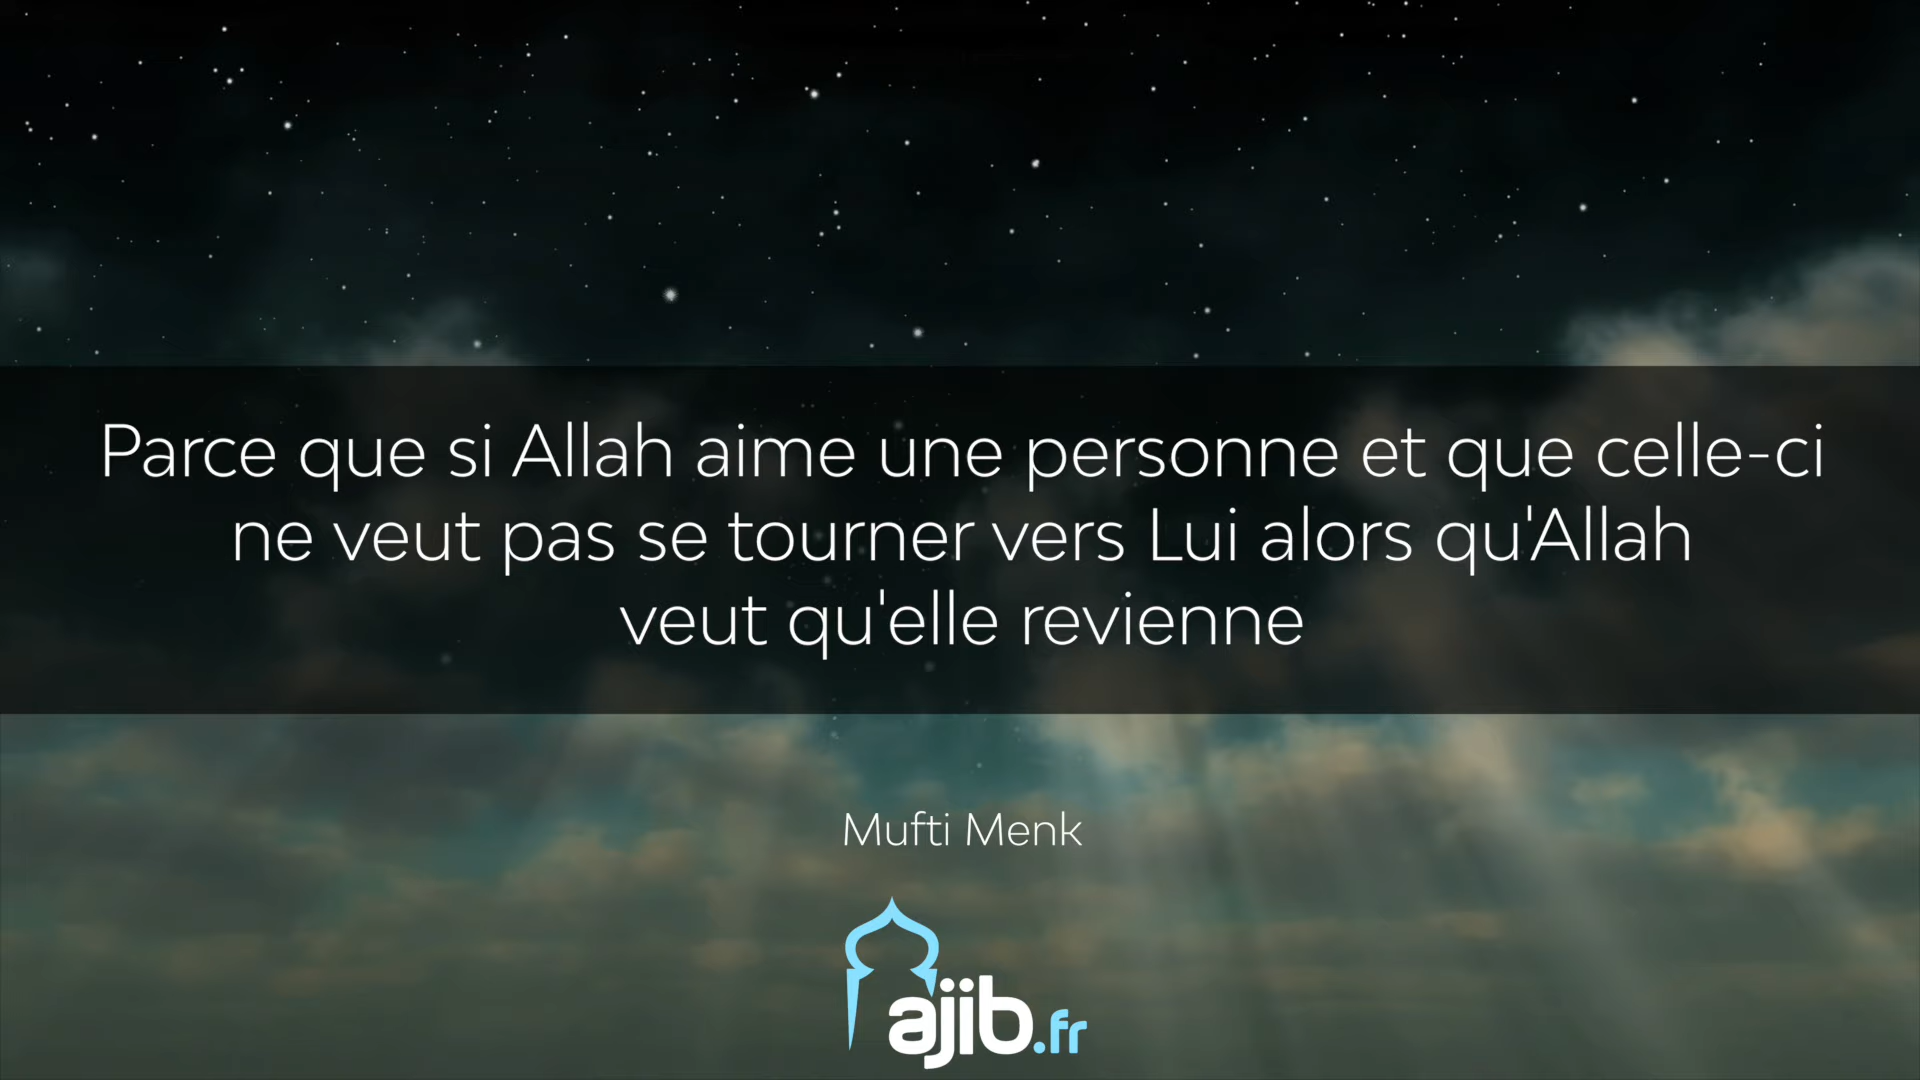 Parce que si Allah aime une personne et que celle-ci
ne veut pas se tourner vers Lui alors qu'Allah
veut qu'elle revienne
Mufti Menk
ajib.fr